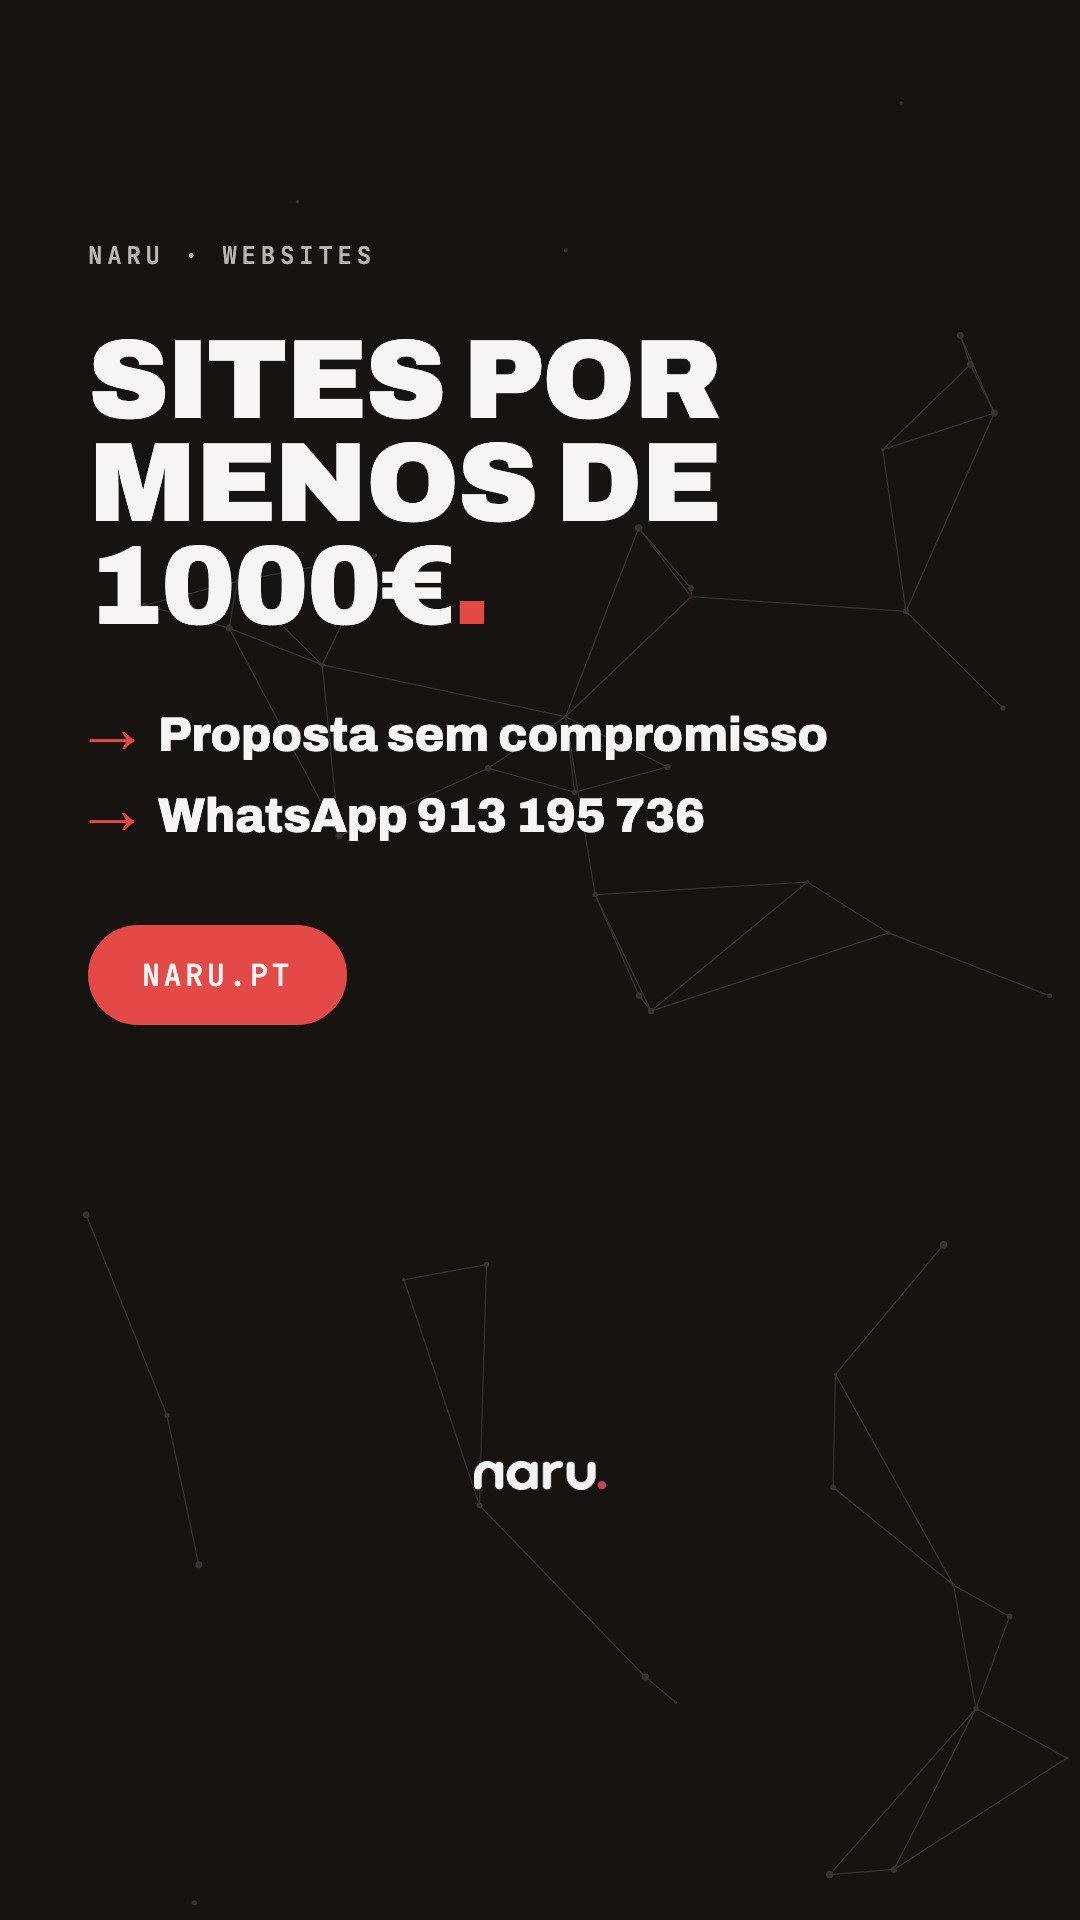 NARU · WEBSITES
SITES POR
MENOS DE
1000€.
→ Proposta sem compromisso
→ WhatsApp 913 195 736
NARU.PT
naru.